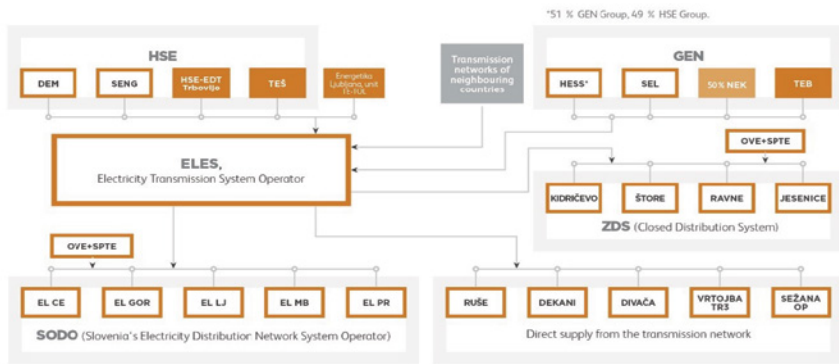 *51 % GEN Group, 49 % HSE Group.
HSE
DEM
SENG
HSE-EDT
Trbovlje
TEŠ
Energetika
Ljubljana, unit
TE-TOL
Transmission
networks of
neighbouring
countries
GEN
HESS*
SEL
50% NEK
TEB
ELES,
Electricity Transmission System Operator
OVE+SPTE
KIDRIČEVO
ŠTORE
RAVNE
JESENICE
ZDS (Closed Distribution System)
OVE+SPTE
EL CE
EL GOR
EL LJ
EL MB
EL PR
SODO (Slovenia's Electricity Distribution Network System Operator)
RUŠE
DEKANI
DIVAČA
VRTOJBA
TR3
SEŽANA
OP
Direct supply from the transmission network